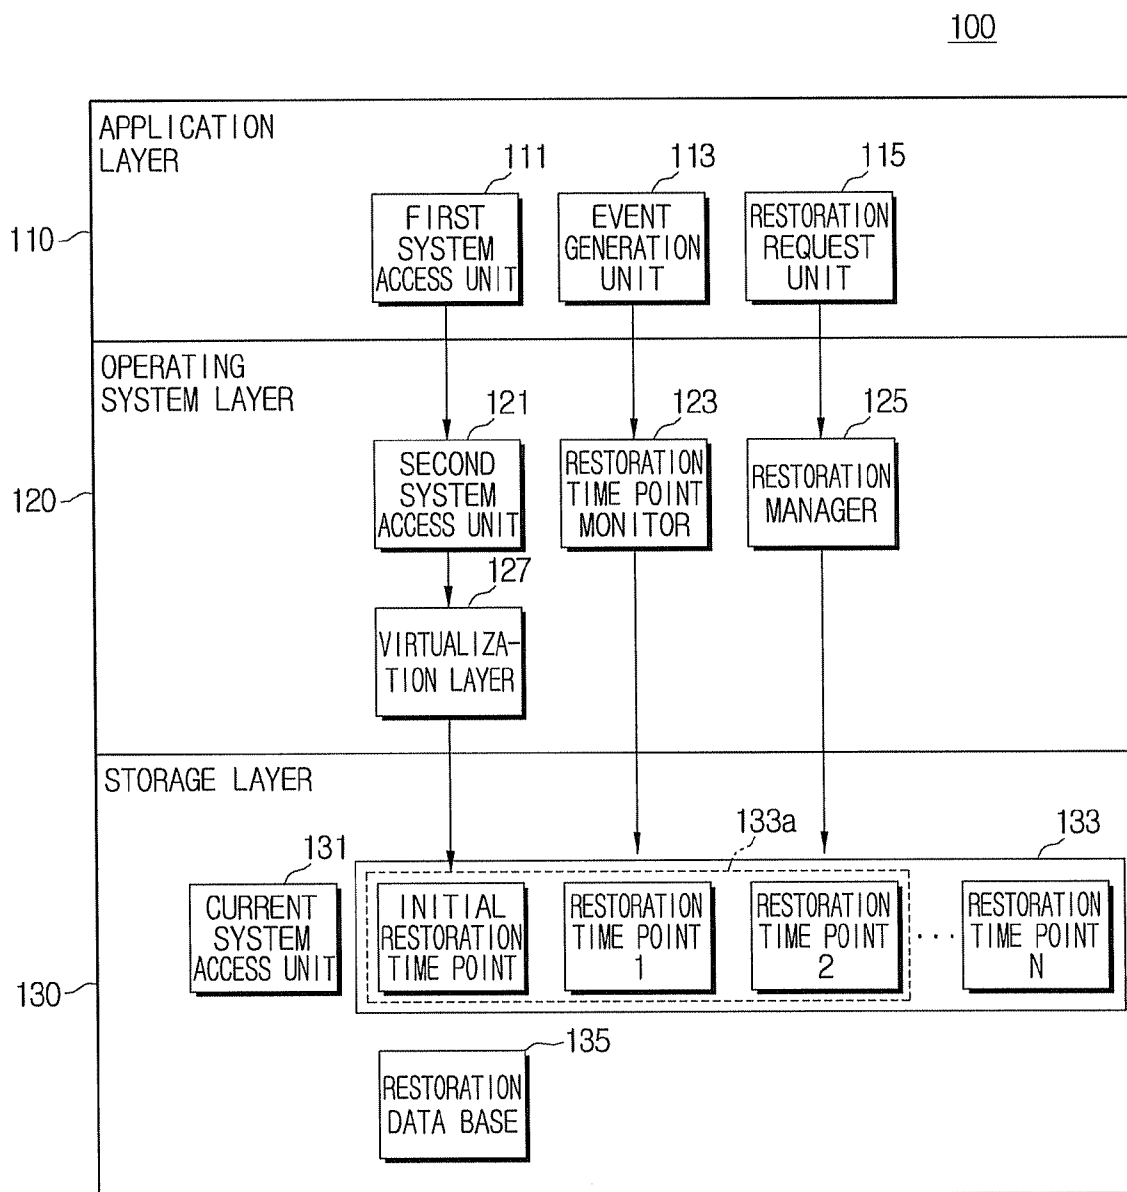 100
APPLICATION
LAYER
111
113
115
FIRST
SYSTEM
ACCESS UNIT
EVENT
GENERATION
UNIT
RESTORATION
REQUEST
UNIT
110
OPERATING
SYSTEM LAYER
121
123
125
SECOND
SYSTEM
ACCESS UNIT
RESTORATION
TIME POINT
MONITOR
RESTORATION
MANAGER
120
127
VIRTUALIZA-
TION LAYER
STORAGE LAYER
133a
133
131
CURRENT
SYSTEM
ACCESS UNIT
INITIAL
RESTORATION
TIME POINT
RESTORATION
TIME POINT
1
RESTORATION
TIME POINT
2
···
RESTORATION
TIME POINT
N
130
135
RESTORATION
DATA BASE